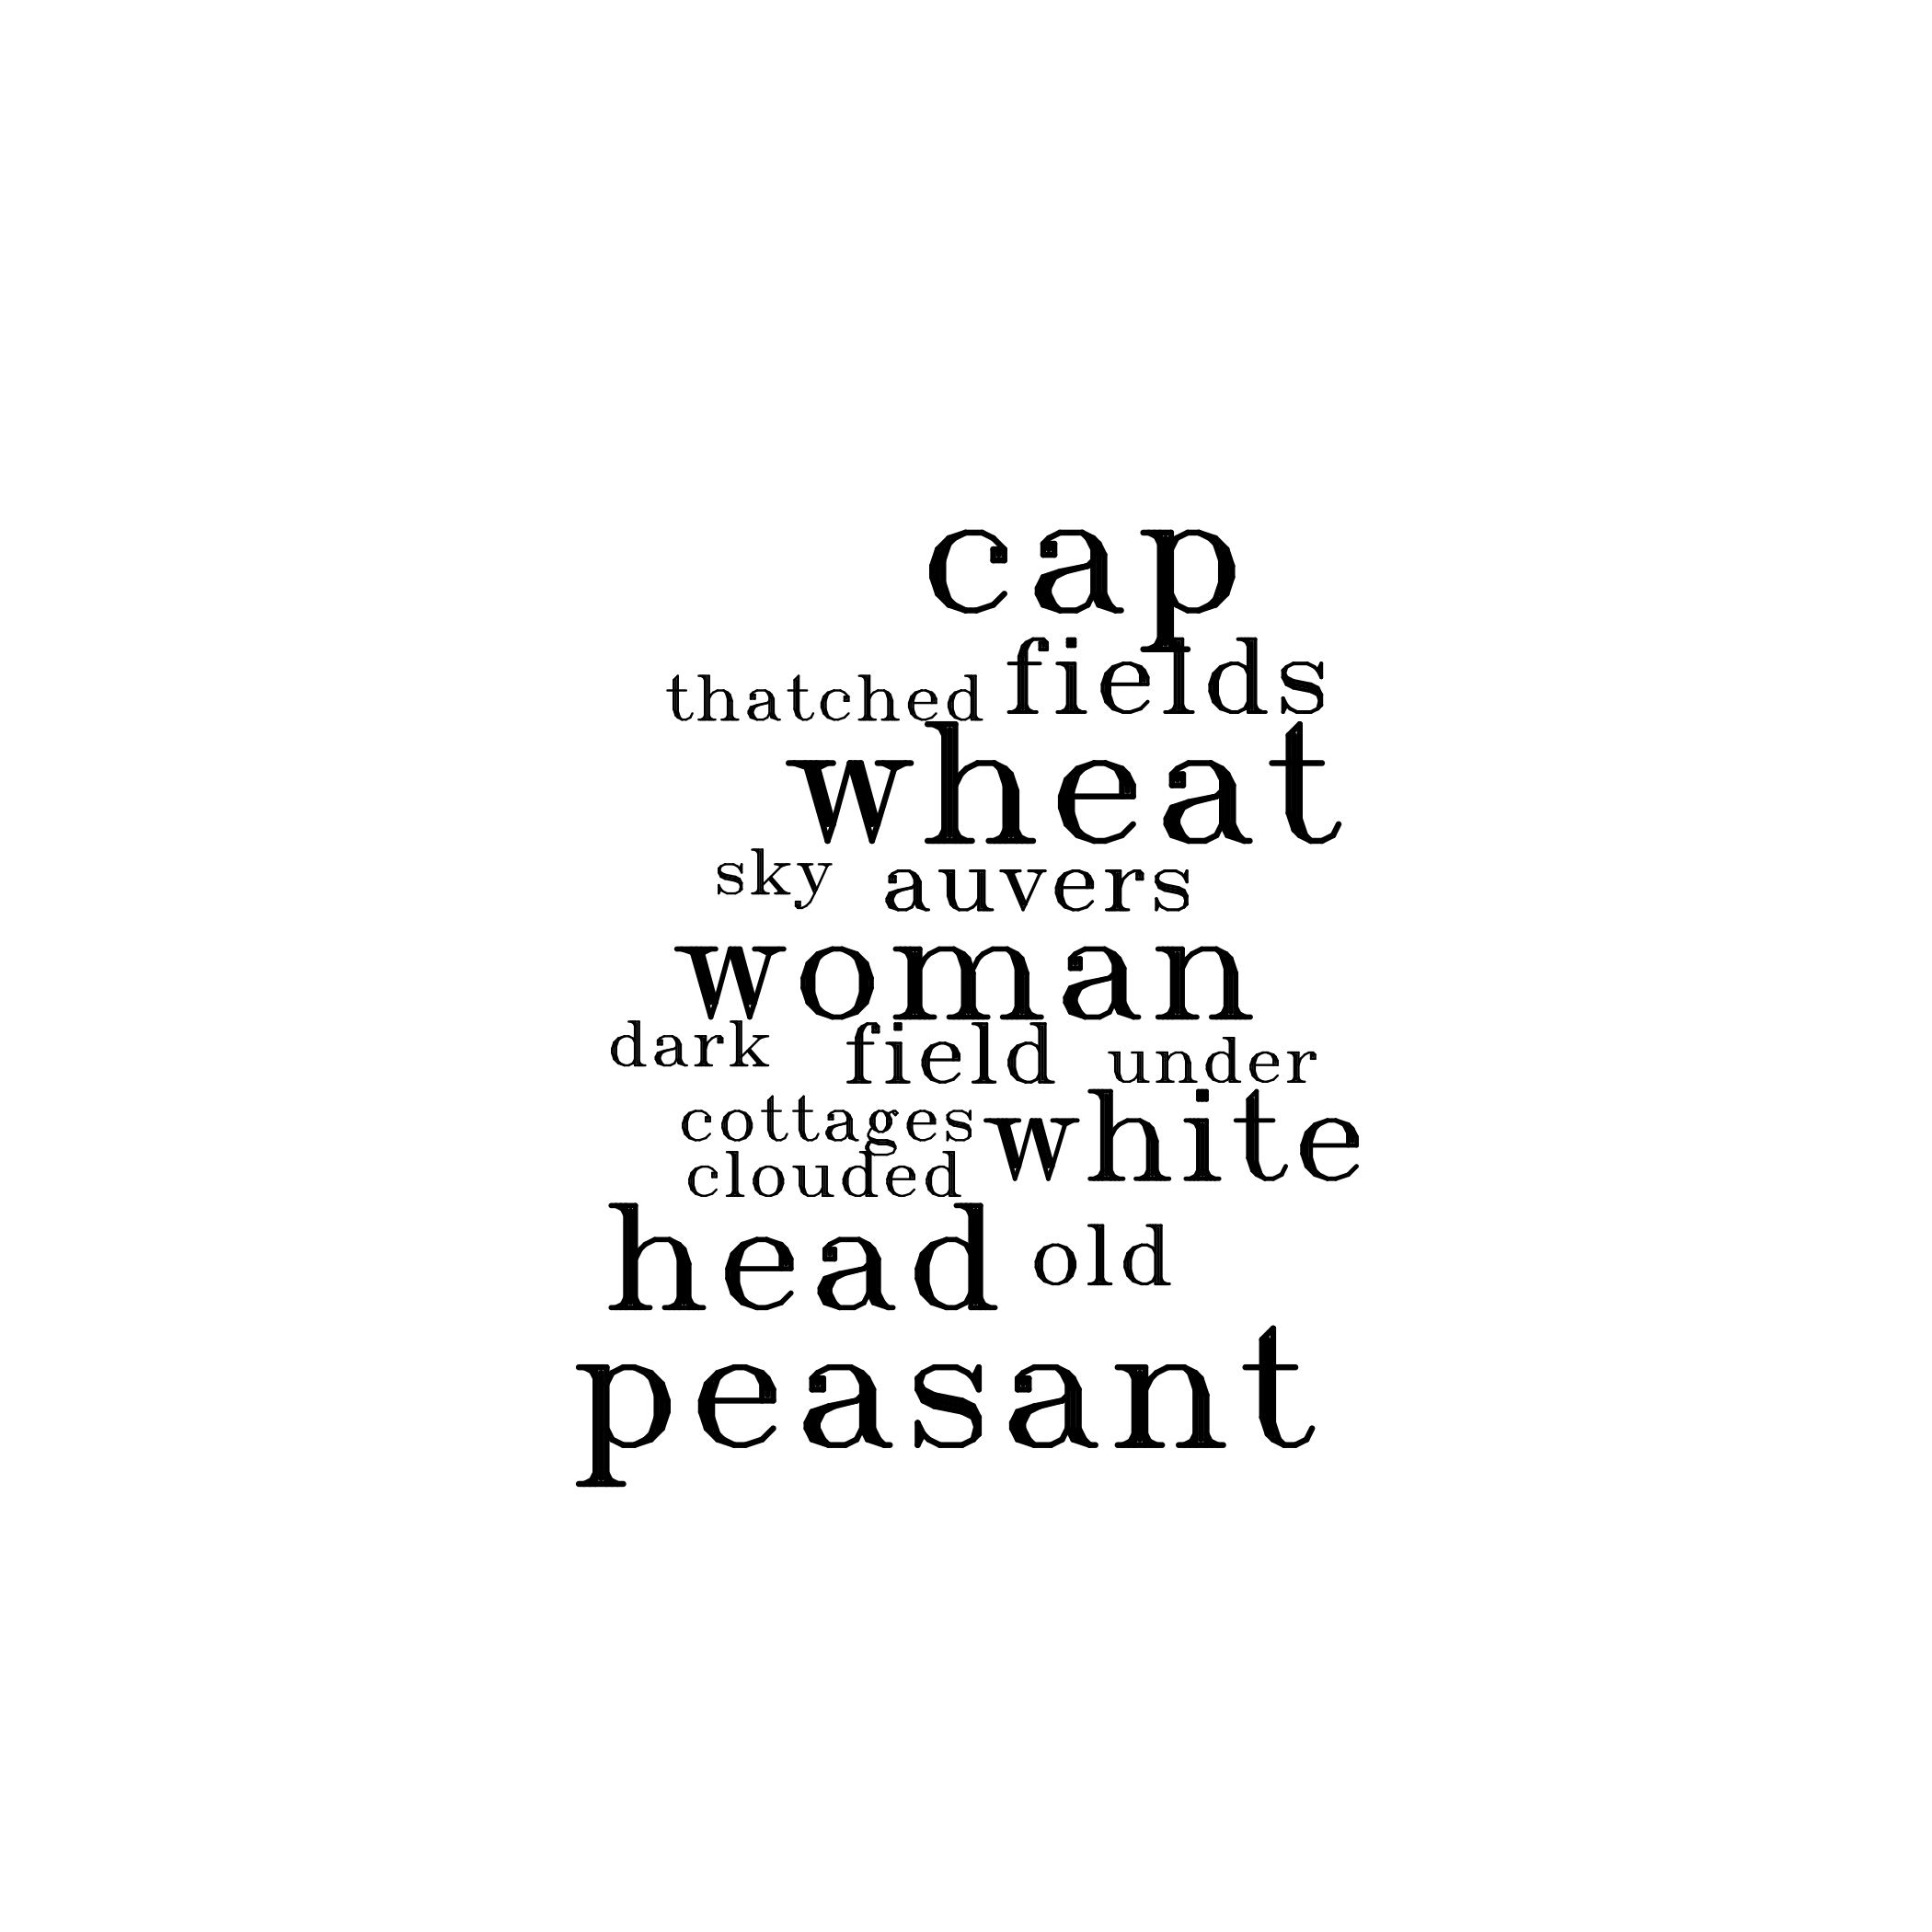 cap
thatched fields
wheat
sky auvers
woman
dark field under
cottages white
clouded
head old
peasant